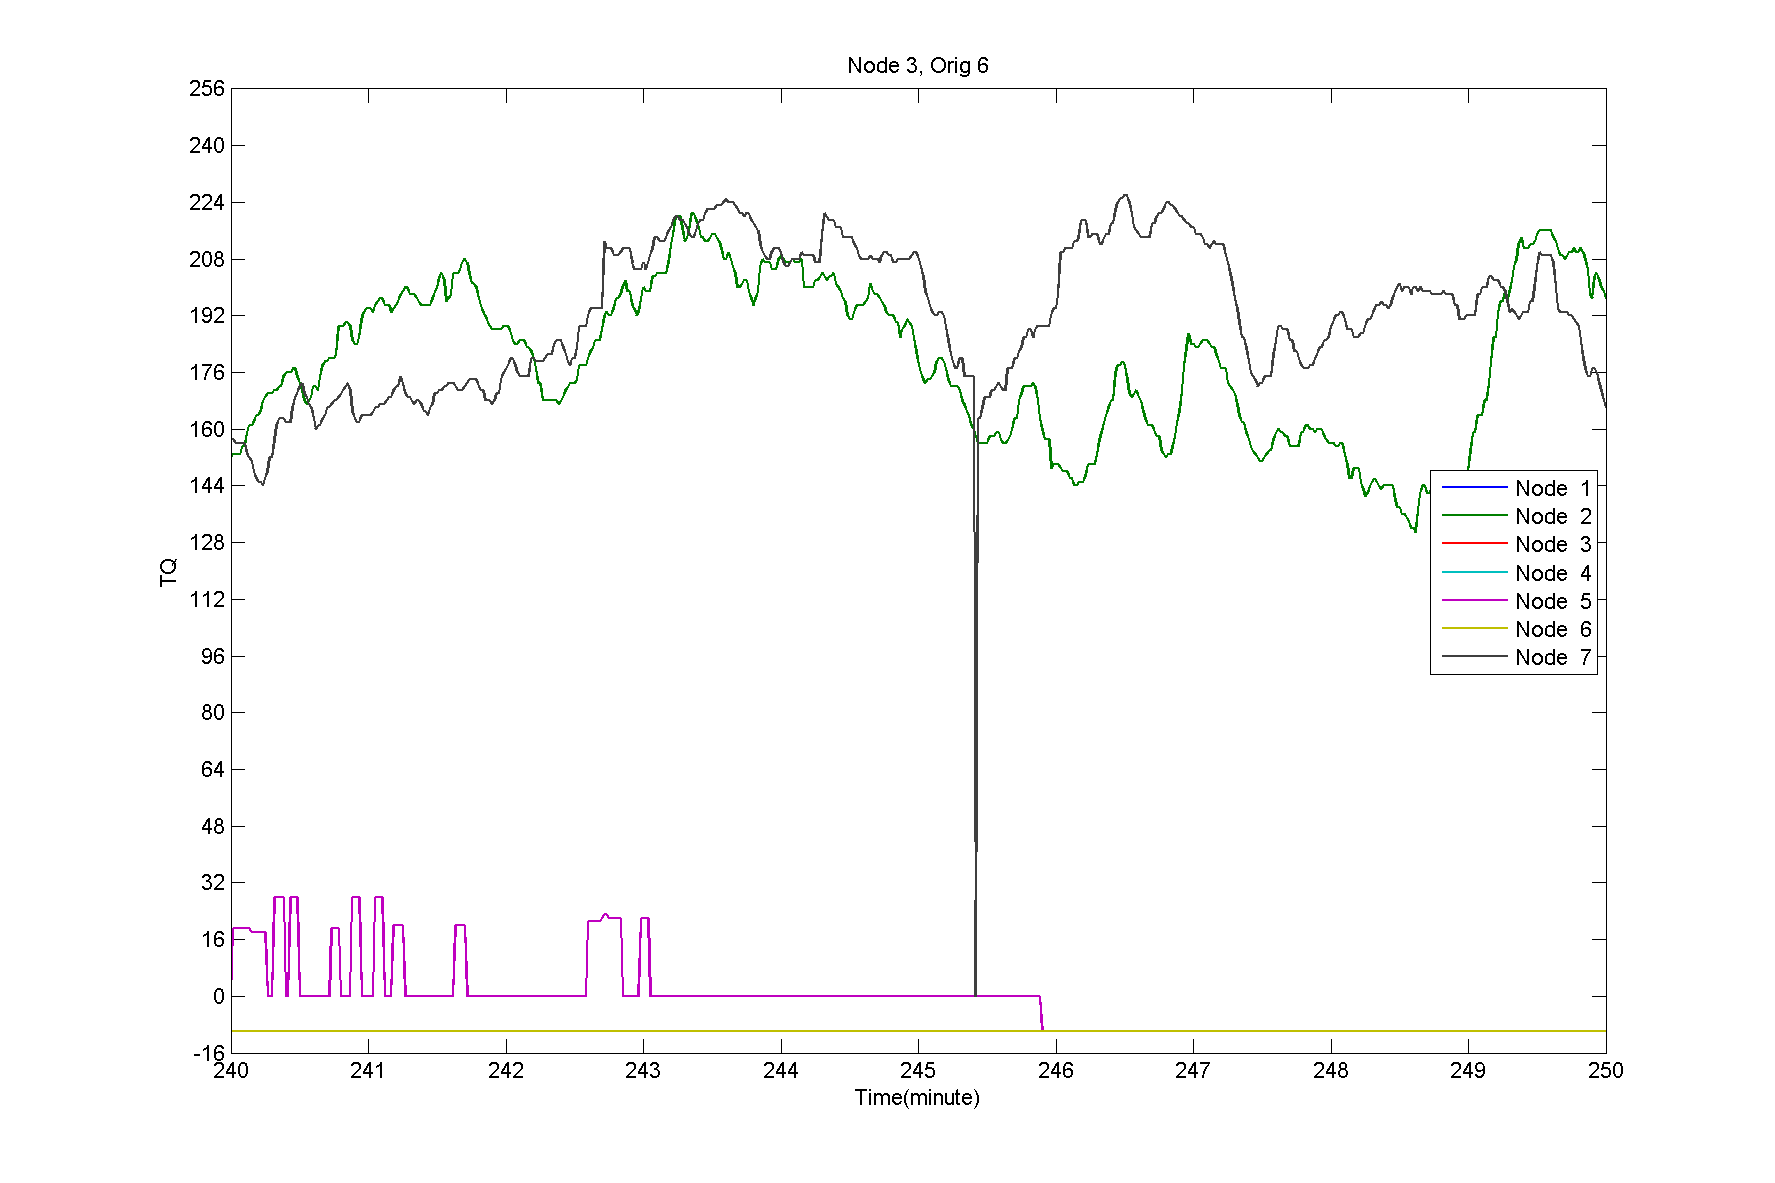 Node 3, Orig 6
256
240
224
208
192
176
160
144
128
112
96
80
64
48
32
16
0
-16
TQ
Node 1
Node 2
Node 3
Node 4
Node 5
Node 6
Node 7
240 241 242 243 244 245 246 247 248 249 250
Time(minute)